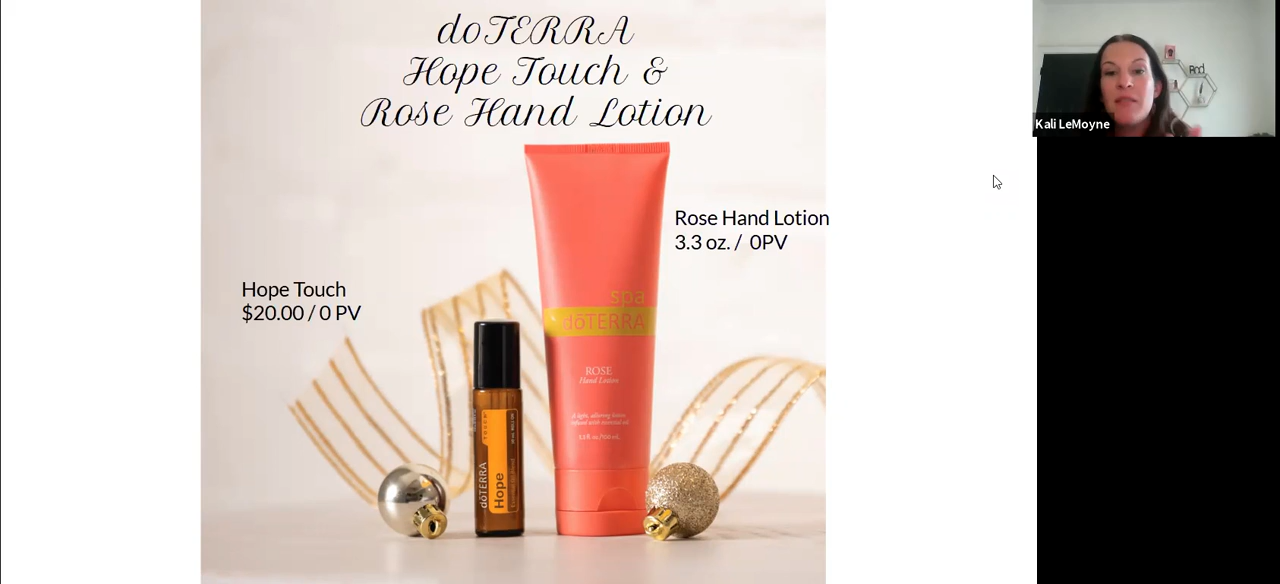 doTERRA
Hope Touch &
Rose Hand Lotion
Rose Hand Lotion
3.3 oz. / 0PV
Hope Touch
$20.00 / 0 PV
spa
dōTERRA
ROSE
Hand Lotion
dōTERRA
Hope
Kali LeMoyne